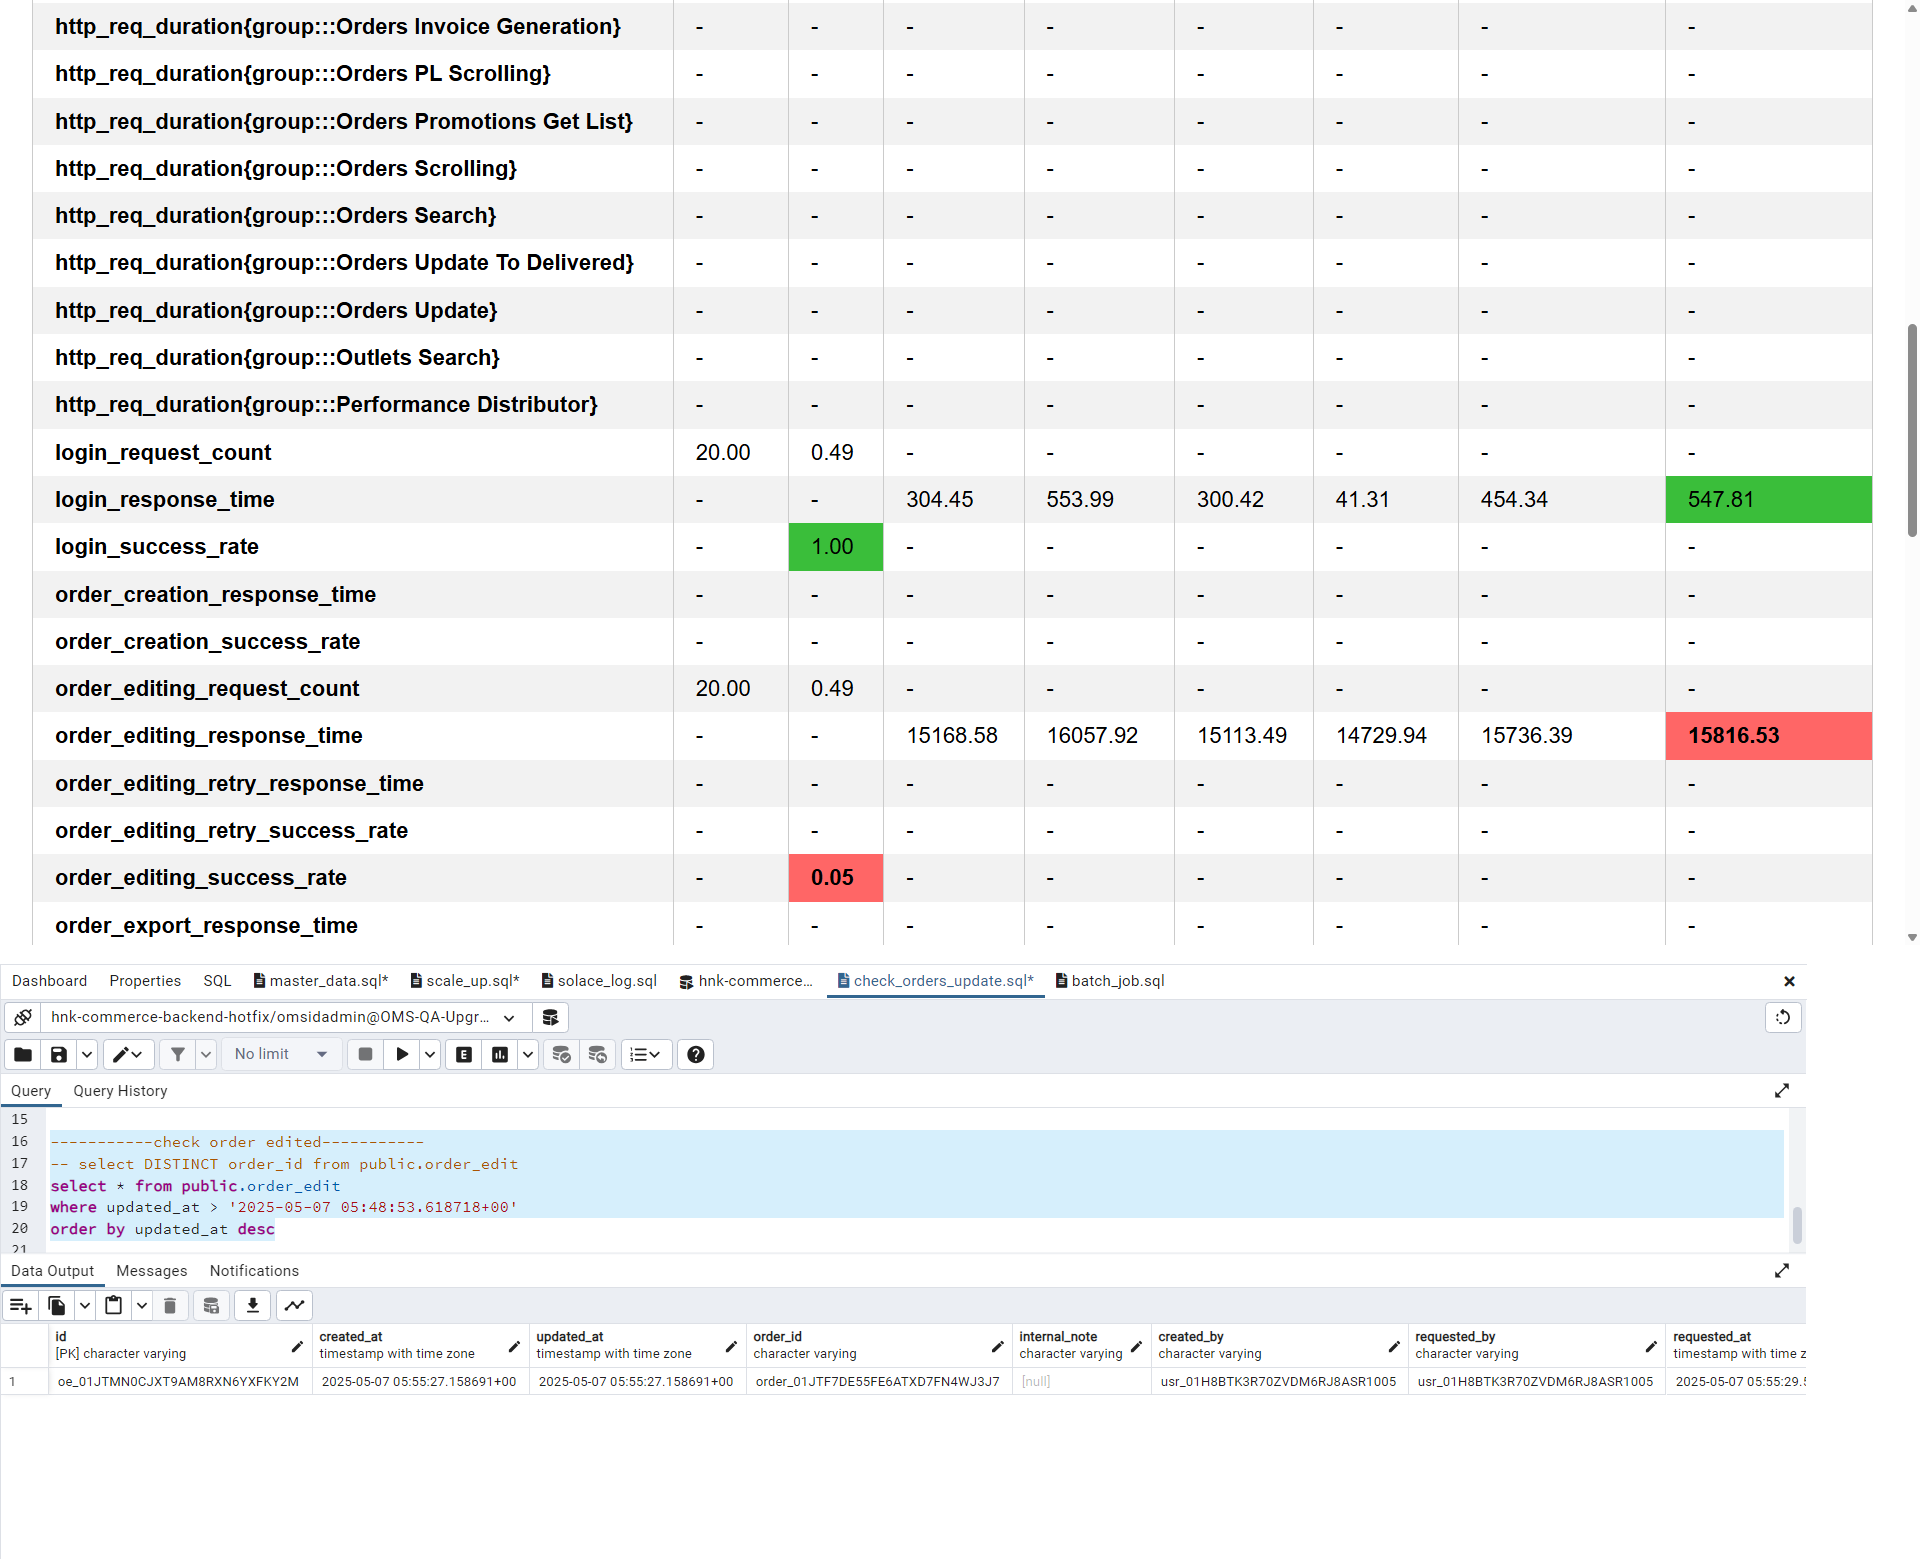 http_req_duration{group:::Orders Invoice Generation} - - - - - - - -
http_req_duration{group:::Orders PL Scrolling} - - - - - - - -
http_req_duration{group:::Orders Promotions Get List} - - - - - - - -
http_req_duration{group:::Orders Scrolling} - - - - - - - -
http_req_duration{group:::Orders Search} - - - - - - - -
http_req_duration{group:::Orders Update To Delivered} - - - - - - - -
http_req_duration{group:::Orders Update} - - - - - - - -
http_req_duration{group:::Outlets Search} - - - - - - - -
http_req_duration{group:::Performance Distributor} - - - - - - - -
login_request_count 20.00 0.49 - - - - - -
login_response_time - - 304.45 553.99 300.42 41.31 454.34 547.81
login_success_rate - 1.00 - - - - - -
order_creation_response_time - - - - - - - -
order_creation_success_rate - - - - - - - -
order_editing_request_count 20.00 0.49 - - - - - -
order_editing_response_time - - 15168.58 16057.92 15113.49 14729.94 15736.39 15816.53
order_editing_retry_response_time - - - - - - - -
order_editing_retry_success_rate - - - - - - - -
order_editing_success_rate - 0.05 - - - - - -
order_export_response_time - - - - - - - -
Dashboard Properties SQL master_data.sql* scale_up.sql* solace_log.sql hnk-commerce... check_orders_update.sql* batch_job.sql
hnk-commerce-backend-hotfix/omsidadmin@OMS-QA-Upgr...
No limit
Query Query History
15
16 -----------check order edited-----------
17 -- select DISTINCT order_id from public.order_edit
18 select * from public.order_edit
19 where updated_at > '2025-05-07 05:48:53.618718+00'
20 order by updated_at desc
21
Data Output Messages Notifications
id created_at updated_at order_id internal_note created_by requested_by requested_at
[PK] character varying timestamp with time zone timestamp with time zone character varying character varying character varying character varying timestamp with time z
1 oe_01JTMN0CJXT9AM8RXN6YXFKY2M 2025-05-07 05:55:27.158691+00 2025-05-07 05:55:27.158691+00 order_01JTF7DE55FE6ATXD7FN4WJ3J7 [null] usr_01H8BTK3R70ZVDM6RJ8ASR1005 usr_01H8BTK3R70ZVDM6RJ8ASR1005 2025-05-07 05:55:29.5